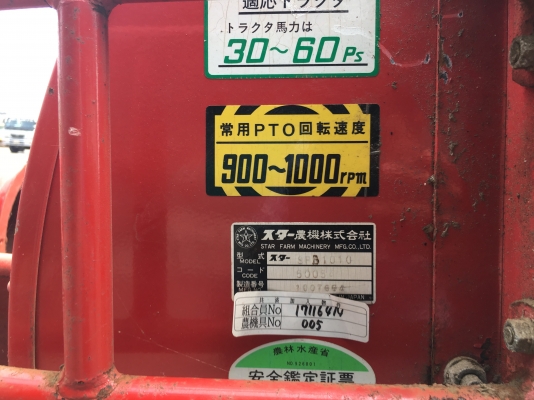 適応トラクタ
トラクタ馬力は
30~60Ps
常用PTO回転速度
900~1000rpm
スター農機株式会社
STAR FARM MACHINERY MFG.CO.,LTD.
型式
MODEL スター
コード
CODE
製造番号
JAPAN
組合員No 171164N
農機具No 005
農林水産省
安全鑑定証票